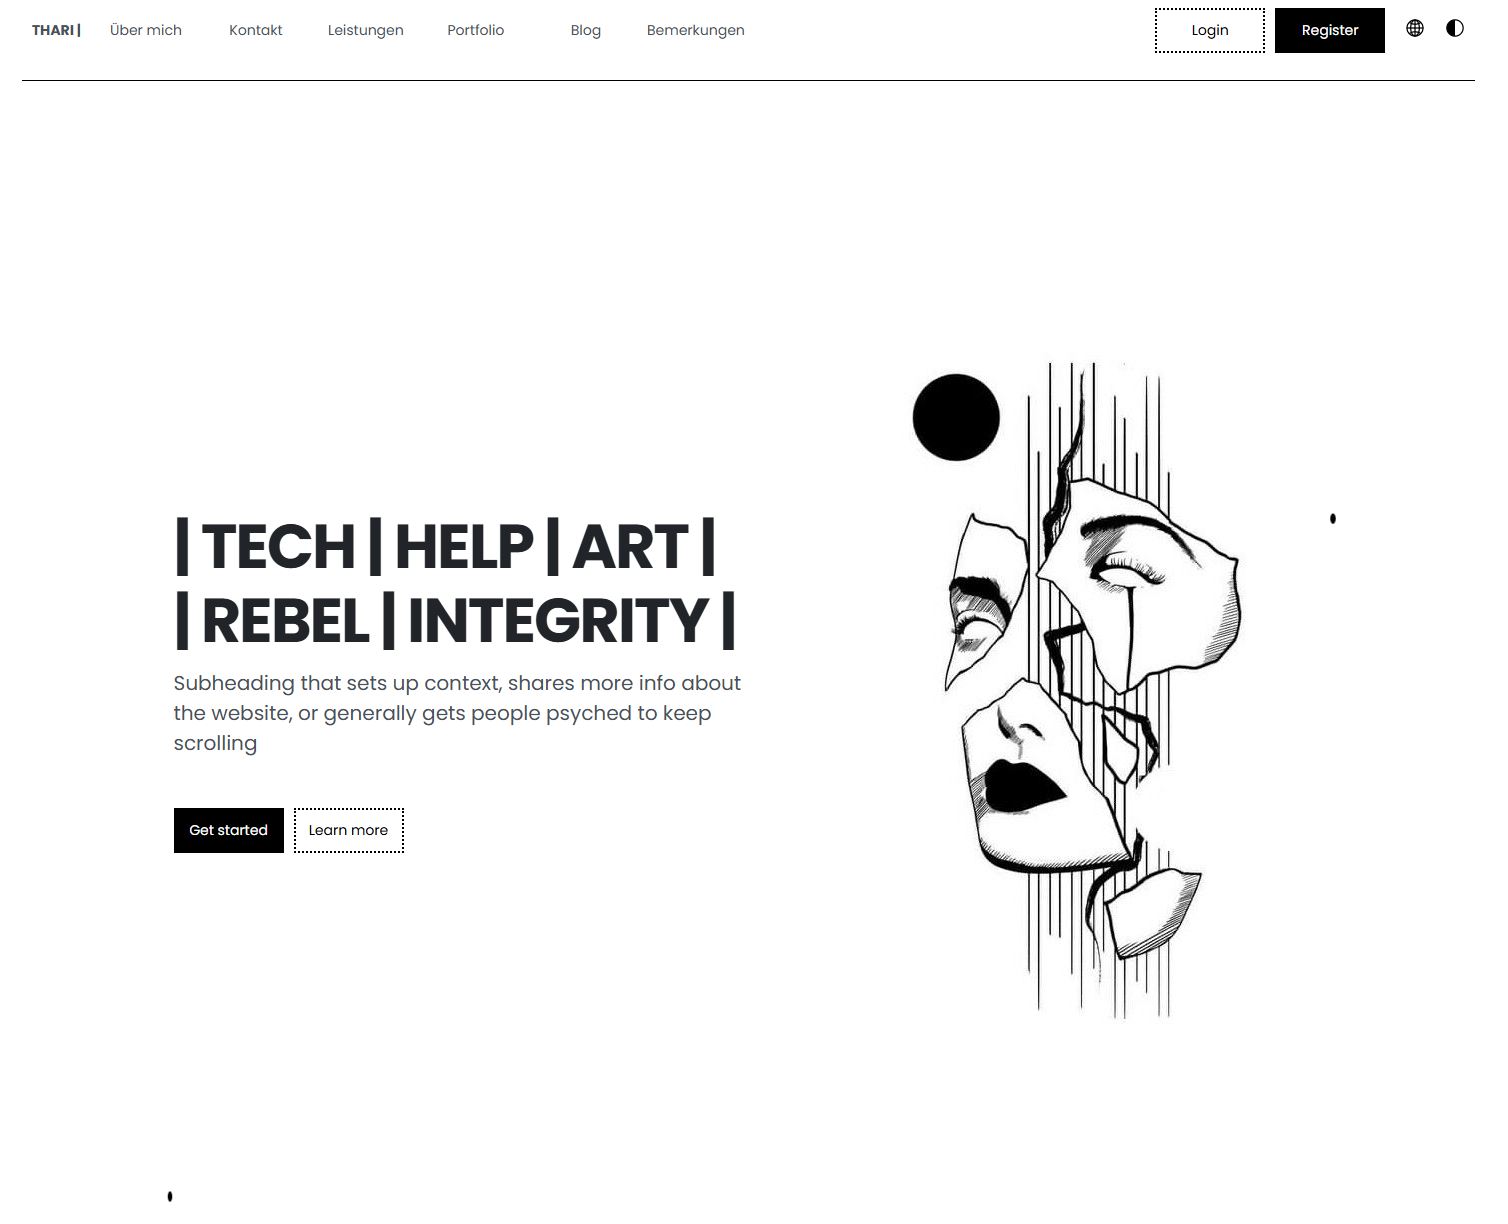 THARI | Über mich Kontakt Leistungen Portfolio Blog Bemerkungen Login Register
| TECH | HELP | ART |
| REBEL | INTEGRITY |
Subheading that sets up context, shares more info about
the website, or generally gets people psyched to keep
scrolling
Get started Learn more